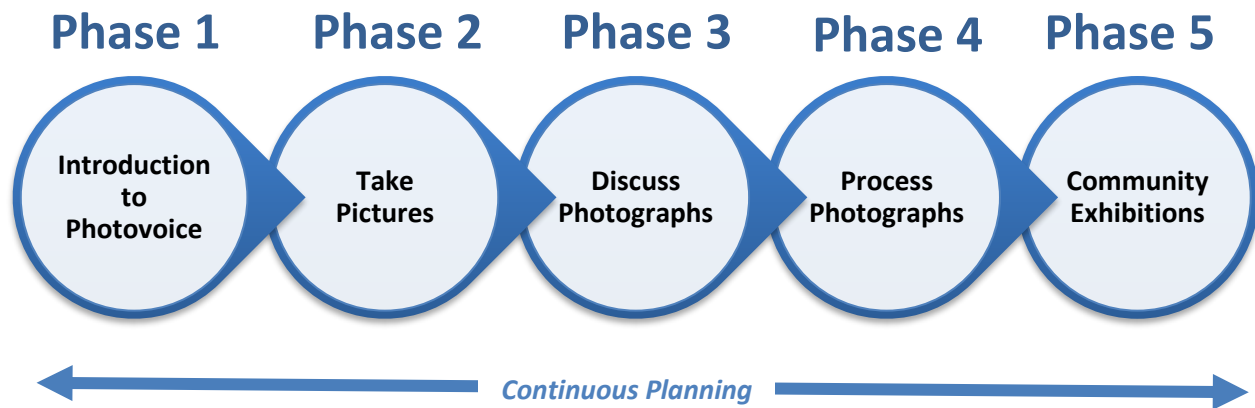 Phase 1 Phase 2 Phase 3 Phase 4 Phase 5
Introduction
to
Photovoice
Take
Pictures
Discuss
Photographs
Process
Photographs
Community
Exhibitions
Continuous Planning